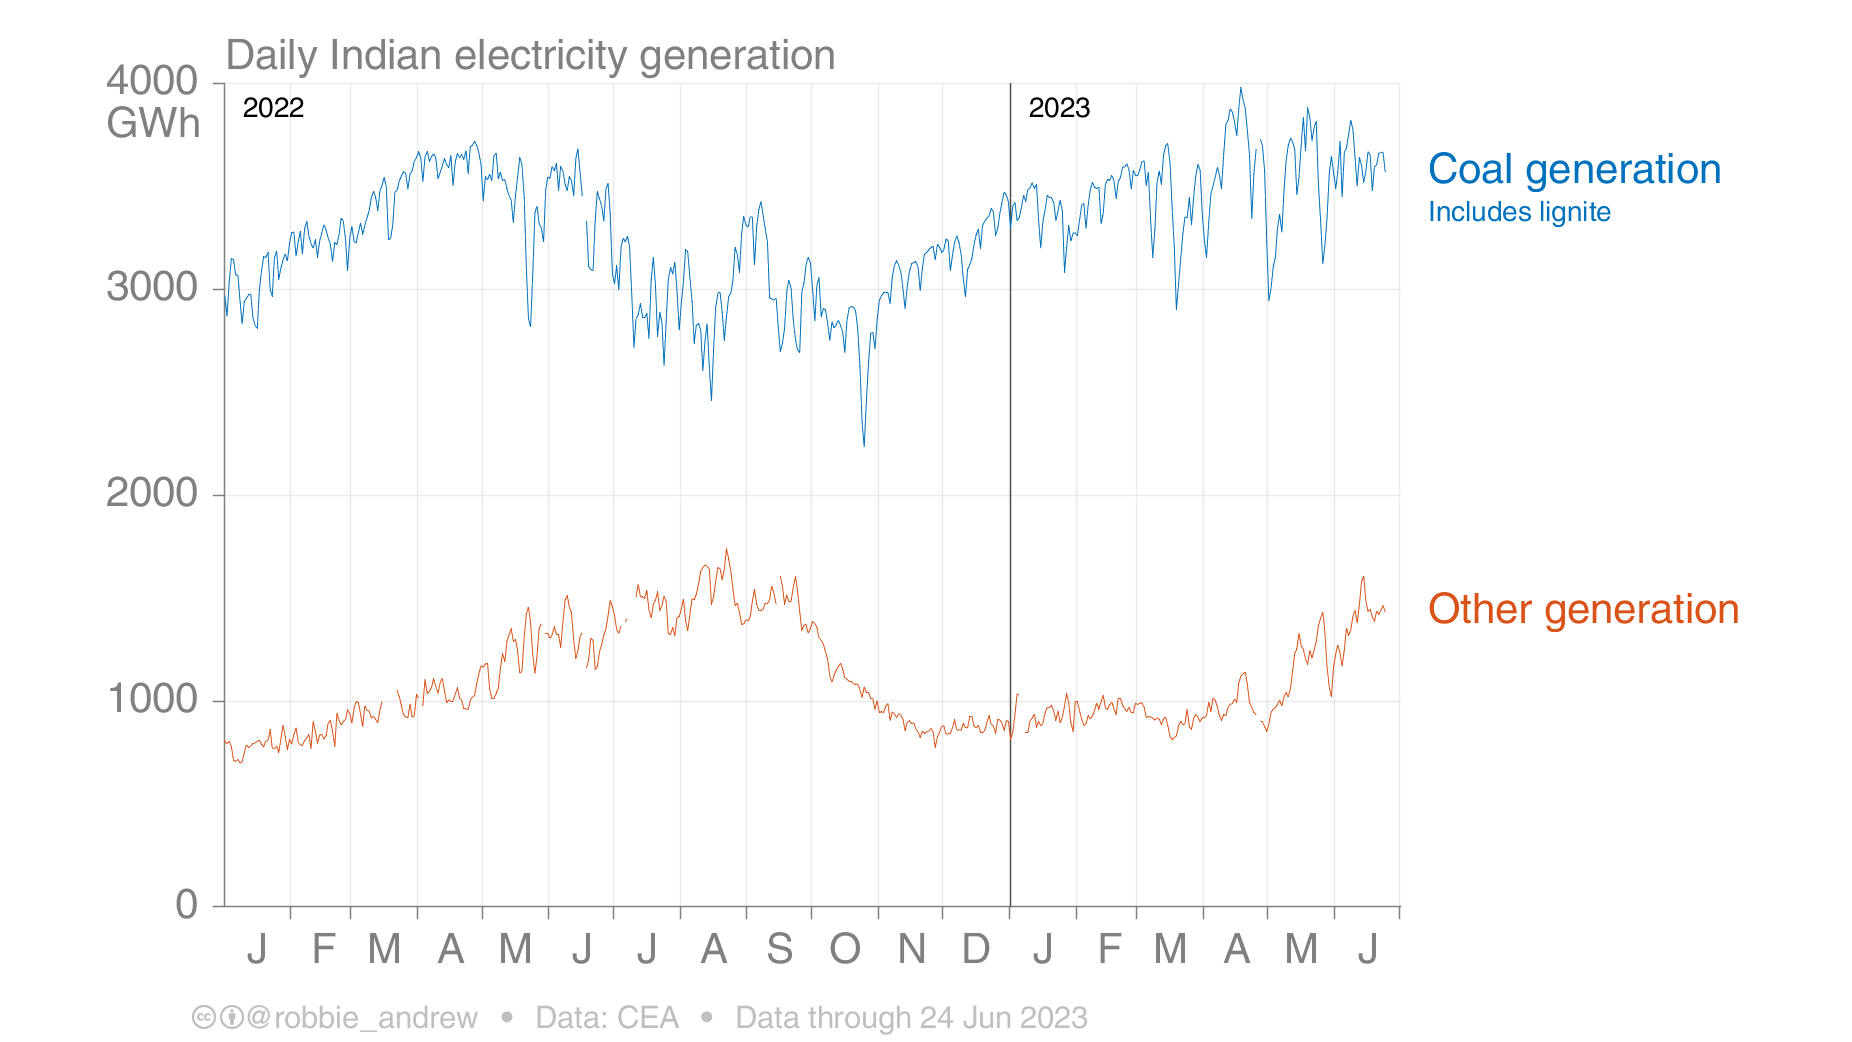 Daily Indian electricity generation
4000
GWh
2022
2023
3000
2000
1000
0
Coal generation
Includes lignite
Other generation
J F M A M J J A S O N D J F M A M J
cc @robbie_andrew • Data: CEA • Data through 24 Jun 2023